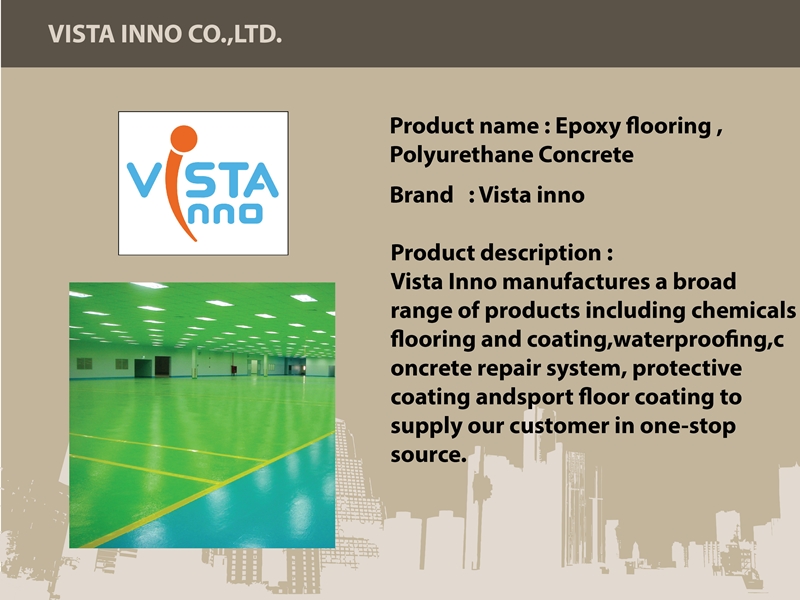 VISTA INNO CO.,LTD.
VISTA
inno
Product name : Epoxy flooring ,
Polyurethane Concrete
Brand : Vista inno
Product description :
Vista Inno manufactures a broad
range of products including chemicals
flooring and coating,waterproofing,c
oncrete repair system, protective
coating andsport floor coating to
supply our customer in one-stop
source.